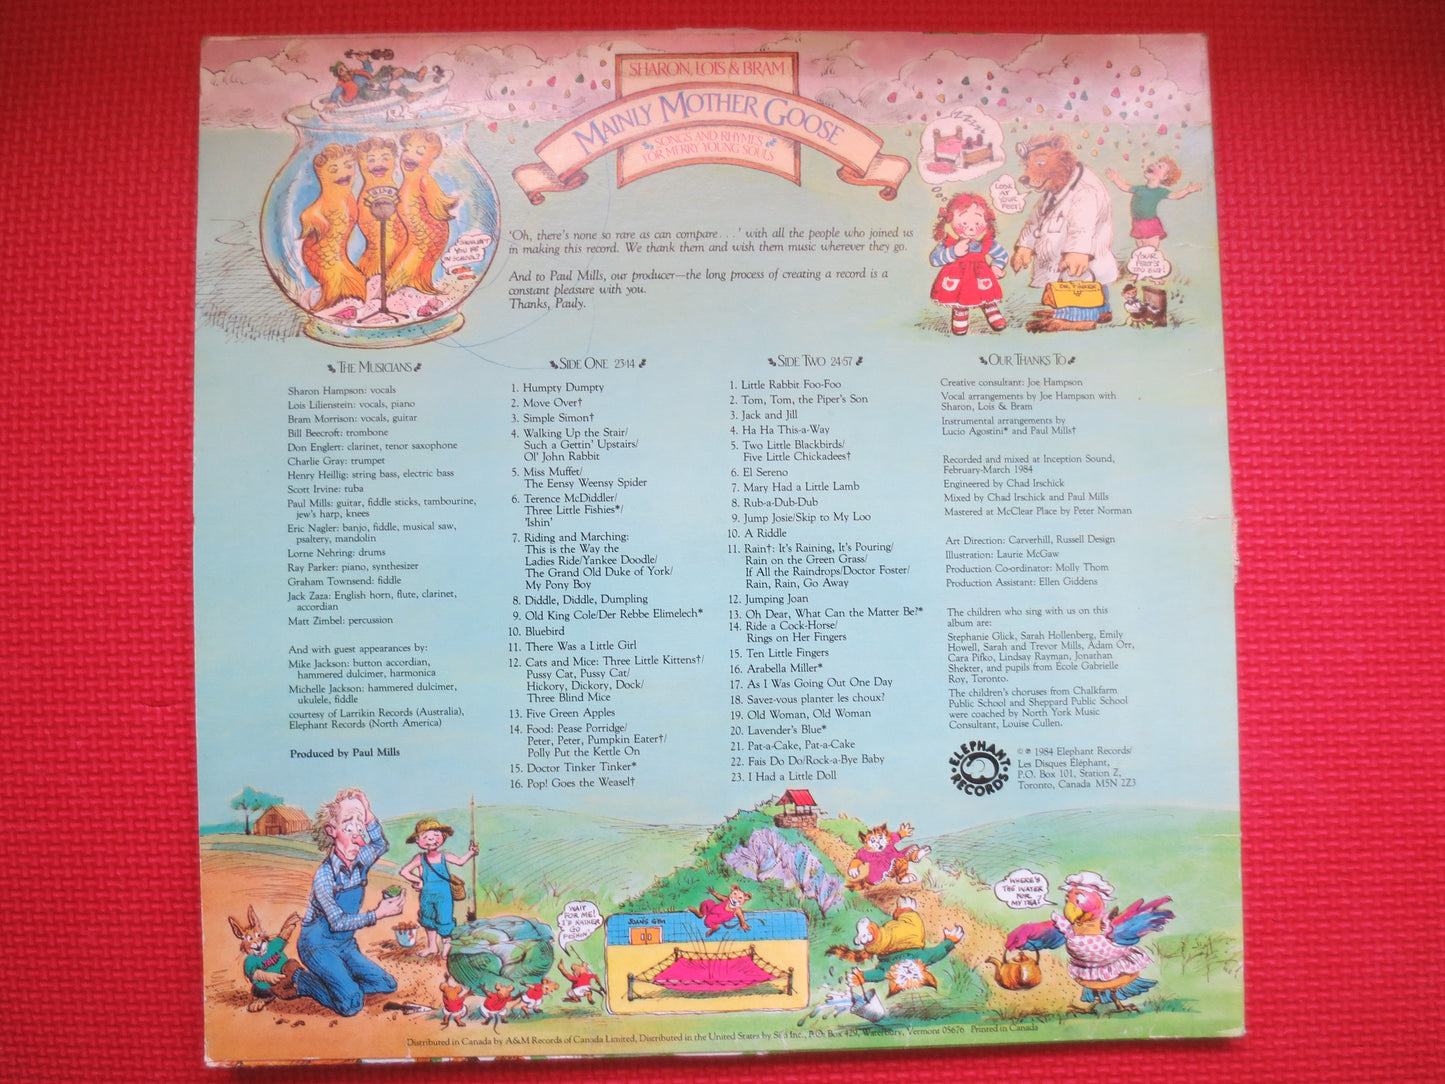 SHARON, LOIS & BRAM
MAINLY MOTHER GOOSE
SONGS AND RHYMES
FOR MERRY YOUNG SOULS
SHOULDN'T
YOU BE
IN SCHOOL?
ZZZZZ
LOOK
AT
YOUR
FEET!
YOUR
FEET'S
TOO BIG!
'Oh, there's none so rare as can compare. . .' with all the people who joined us
in making this record. We thank them and wish them music wherever they go.
And to Paul Mills, our producer—the long process of creating a record is a
constant pleasure with you.
Thanks, Pauly.
THE MUSICIANS
Sharon Hampson: vocals
Lois Lilienstein: vocals, piano
Bram Morrison: vocals, guitar
Bill Beecroft: trombone
Don Englert: clarinet, tenor saxophone
Charlie Gray: trumpet
Henry Heillig: string bass, electric bass
Scott Irvine: tuba
Paul Mills: guitar, fiddle sticks, tambourine,
jew's harp, knees
Eric Nagler: banjo, fiddle, musical saw,
psaltery, mandolin
Lorne Nehring: drums
Ray Parker: piano, synthesizer
Graham Townsend: fiddle
Jack Zaza: English horn, flute, clarinet,
accordian
Matt Zimbel: percussion
And with guest appearances by:
Mike Jackson: button accordian,
hammered dulcimer, harmonica
Michelle Jackson: hammered dulcimer,
ukulele, fiddle
courtesy of Larrikin Records (Australia),
Elephant Records (North America)
Produced by Paul Mills
SIDE ONE 23:14
1. Humpty Dumpty
2. Move Over†
3. Simple Simon†
4. Walking Up the Stair/
Such a Gettin' Upstairs/
Ol' John Rabbit
5. Miss Muffet/
The Eensy Weensy Spider
6. Terence McDiddler/
Three Little Fishies*/
'Ishin'
7. Riding and Marching:
This is the Way the
Ladies Ride/Yankee Doodle/
The Grand Old Duke of York/
My Pony Boy
8. Diddle, Diddle, Dumpling
9. Old King Cole/Der Rebbe Elimelech*
10. Bluebird
11. There Was a Little Girl
12. Cats and Mice: Three Little Kittens†/
Pussy Cat, Pussy Cat/
Hickory, Dickory, Dock/
Three Blind Mice
13. Five Green Apples
14. Food: Pease Porridge/
Peter, Peter, Pumpkin Eater†/
Polly Put the Kettle On
15. Doctor Tinker Tinker*
16. Pop! Goes the Weasel†
SIDE TWO 24:57
1. Little Rabbit Foo-Foo
2. Tom, Tom, the Piper's Son
3. Jack and Jill
4. Ha Ha This-a-Way
5. Two Little Blackbirds/
Five Little Chickadees†
6. El Sereno
7. Mary Had a Little Lamb
8. Rub-a-Dub-Dub
9. Jump Josie/Skip to My Loo
10. A Riddle
11. Rain†: It's Raining, It's Pouring/
Rain on the Green Grass/
If All the Raindrops/Doctor Foster/
Rain, Rain, Go Away
12. Jumping Joan
13. Oh Dear, What Can the Matter Be?*
14. Ride a Cock-Horse/
Rings on Her Fingers
15. Ten Little Fingers
16. Arabella Miller*
17. As I Was Going Out One Day
18. Savez-vous planter les choux?
19. Old Woman, Old Woman
20. Lavender's Blue*
21. Pat-a-Cake, Pat-a-Cake
22. Fais Do Do/Rock-a-Bye Baby
23. I Had a Little Doll
OUR THANKS TO
Creative consultant: Joe Hampson
Vocal arrangements by Joe Hampson with
Sharon, Lois & Bram
Instrumental arrangements by
Lucio Agostini* and Paul Mills†
Recorded and mixed at Inception Sound,
February-March 1984
Engineered by Chad Irschick
Mixed by Chad Irschick and Paul Mills
Mastered at McClear Place by Peter Norman
Art Direction: Carverhill, Russell Design
Illustration: Laurie McGaw
Production Co-ordinator: Molly Thom
Production Assistant: Ellen Giddens
The children who sing with us on this
album are:
Stephanie Glick, Sarah Hollenberg, Emily
Howell, Sarah and Trevor Mills, Adam Orr,
Cara Pifko, Lindsay Rayman, Jonathan
Shekter, and pupils from École Gabrielle
Roy, Toronto.
The children's choruses from Chalkfarm
Public School and Sheppard Public School
were coached by North York Music
Consultant, Louise Cullen.
ELEPHANT RECORDS
© ℗ 1984 Elephant Records/
Les Disques Éléphant,
P.O. Box 101, Station Z,
Toronto, Canada M5N 2Z3
WAIT
FOR ME!
I'D RATHER
GO
FISHIN'
JOAN'S GYM
WHERE'S
THE WATER
FOR
MY TEA?
Distributed in Canada by A&M Records of Canada Limited, Distributed in the United States by Silo Inc., P.O. Box 429, Waterbury, Vermont 05676 Printed in Canada